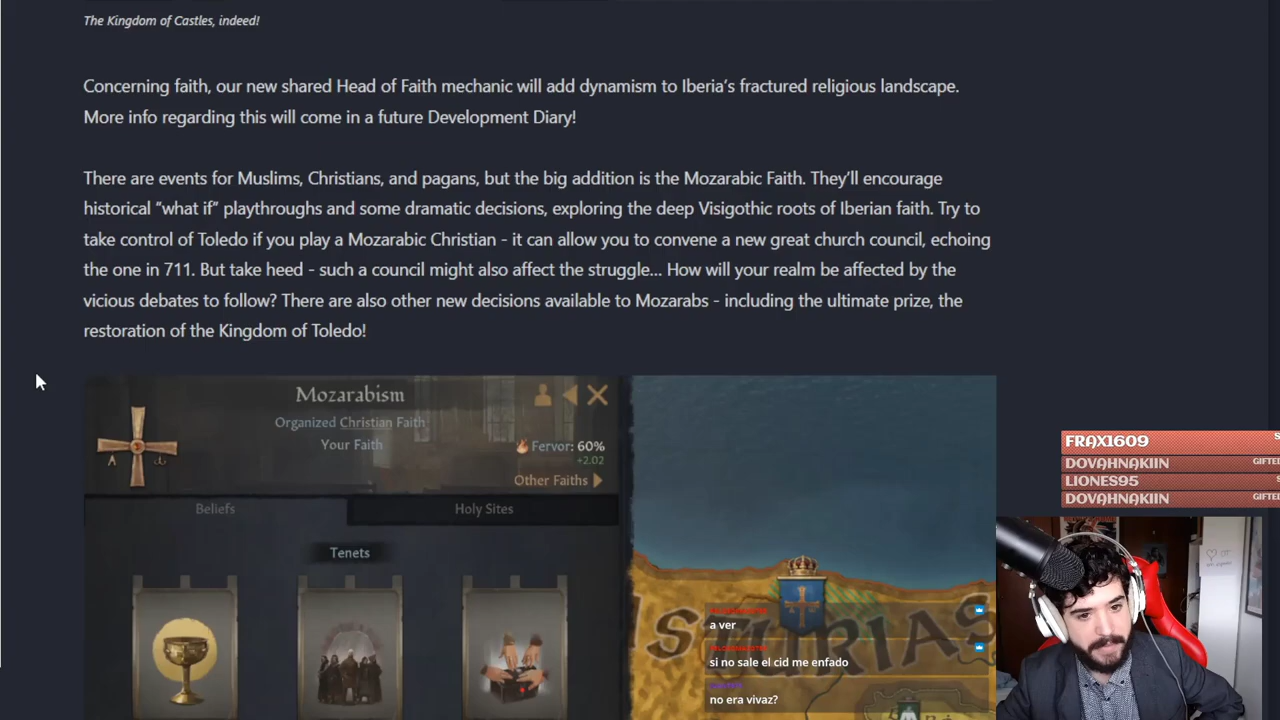 The Kingdom of Castles, indeed!
Concerning faith, our new shared Head of Faith mechanic will add dynamism to Iberia's fractured religious landscape.
More info regarding this will come in a future Development Diary!
There are events for Muslims, Christians, and pagans, but the big addition is the Mozarabic Faith. They'll encourage
historical "what if" playthroughs and some dramatic decisions, exploring the deep Visigothic roots of Iberian faith. Try to
take control of Toledo if you play a Mozarabic Christian - it can allow you to convene a new great church council, echoing
the one in 711. But take heed - such a council might also affect the struggle... How will your realm be affected by the
vicious debates to follow? There are also other new decisions available to Mozarabs - including the ultimate prize, the
restoration of the Kingdom of Toledo!
Mozarabism
Organized Christian Faith
Your Faith
Fervor: 60%
+2.02
Other Faiths
Beliefs
Holy Sites
Tenets
FRAX1609
DOVAHNAKIIN GIFTED
LIONES95
DOVAHNAKIIN GIFTED
a ver
si no sale el cid me enfado
no era vivaz?